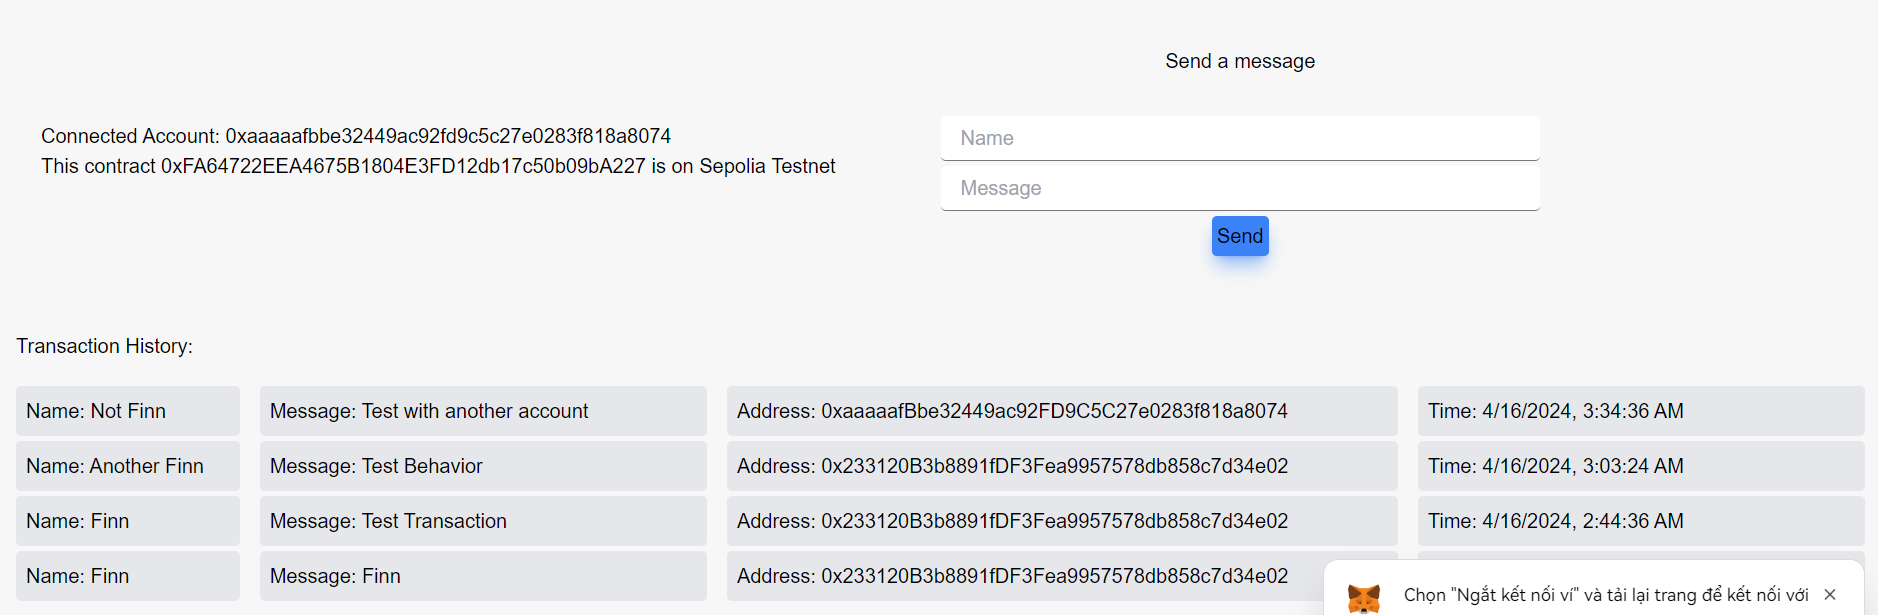 Send a message
Connected Account: 0xaaaaafbbe32449ac92fd9c5c27e0283f818a8074
This contract 0xFA64722EEA4675B1804E3FD12db17c50b09bA227 is on Sepolia Testnet
Name
Message
Send
Transaction History:
Name: Not Finn Message: Test with another account Address: 0xaaaaafBbe32449ac92FD9C5C27e0283f818a8074 Time: 4/16/2024, 3:34:36 AM
Name: Another Finn Message: Test Behavior Address: 0x233120B3b8891fDF3Fea9957578db858c7d34e02 Time: 4/16/2024, 3:03:24 AM
Name: Finn Message: Test Transaction Address: 0x233120B3b8891fDF3Fea9957578db858c7d34e02 Time: 4/16/2024, 2:44:36 AM
Name: Finn Message: Finn Address: 0x233120B3b8891fDF3Fea9957578db858c7d34e02
Chọn "Ngắt kết nối ví" và tải lại trang để kết nối với